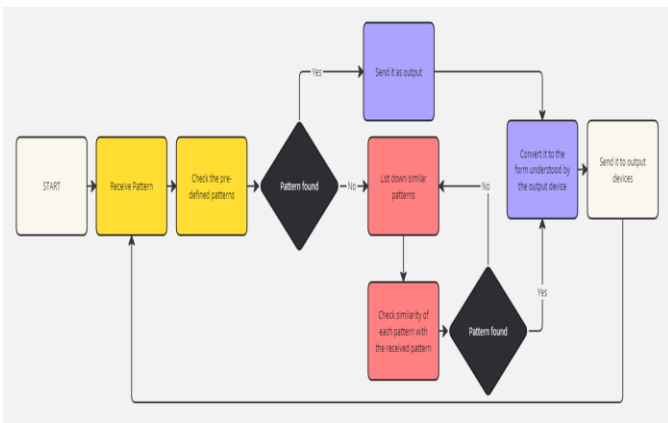 Yes
Send it as output
START
Receive Pattern
Check the pre-
defined patterns
Pattern found
No
List down similar
patterns
No
Convert it to the
form understood by
the output device
Send it to output
devices
Check similarity of
each pattern with
the received pattern
Pattern found
Yes